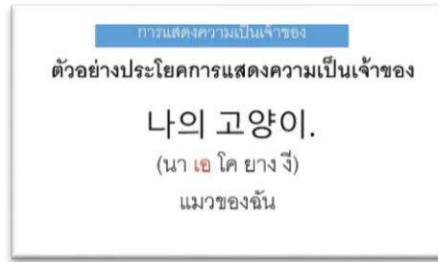 การแสดงความเป็นเจ้าของ
ตัวอย่างประโยคการแสดงความเป็นเจ้าของ
나의 고양이.
(นา เอ โค ยาง งี)
แมวของฉัน